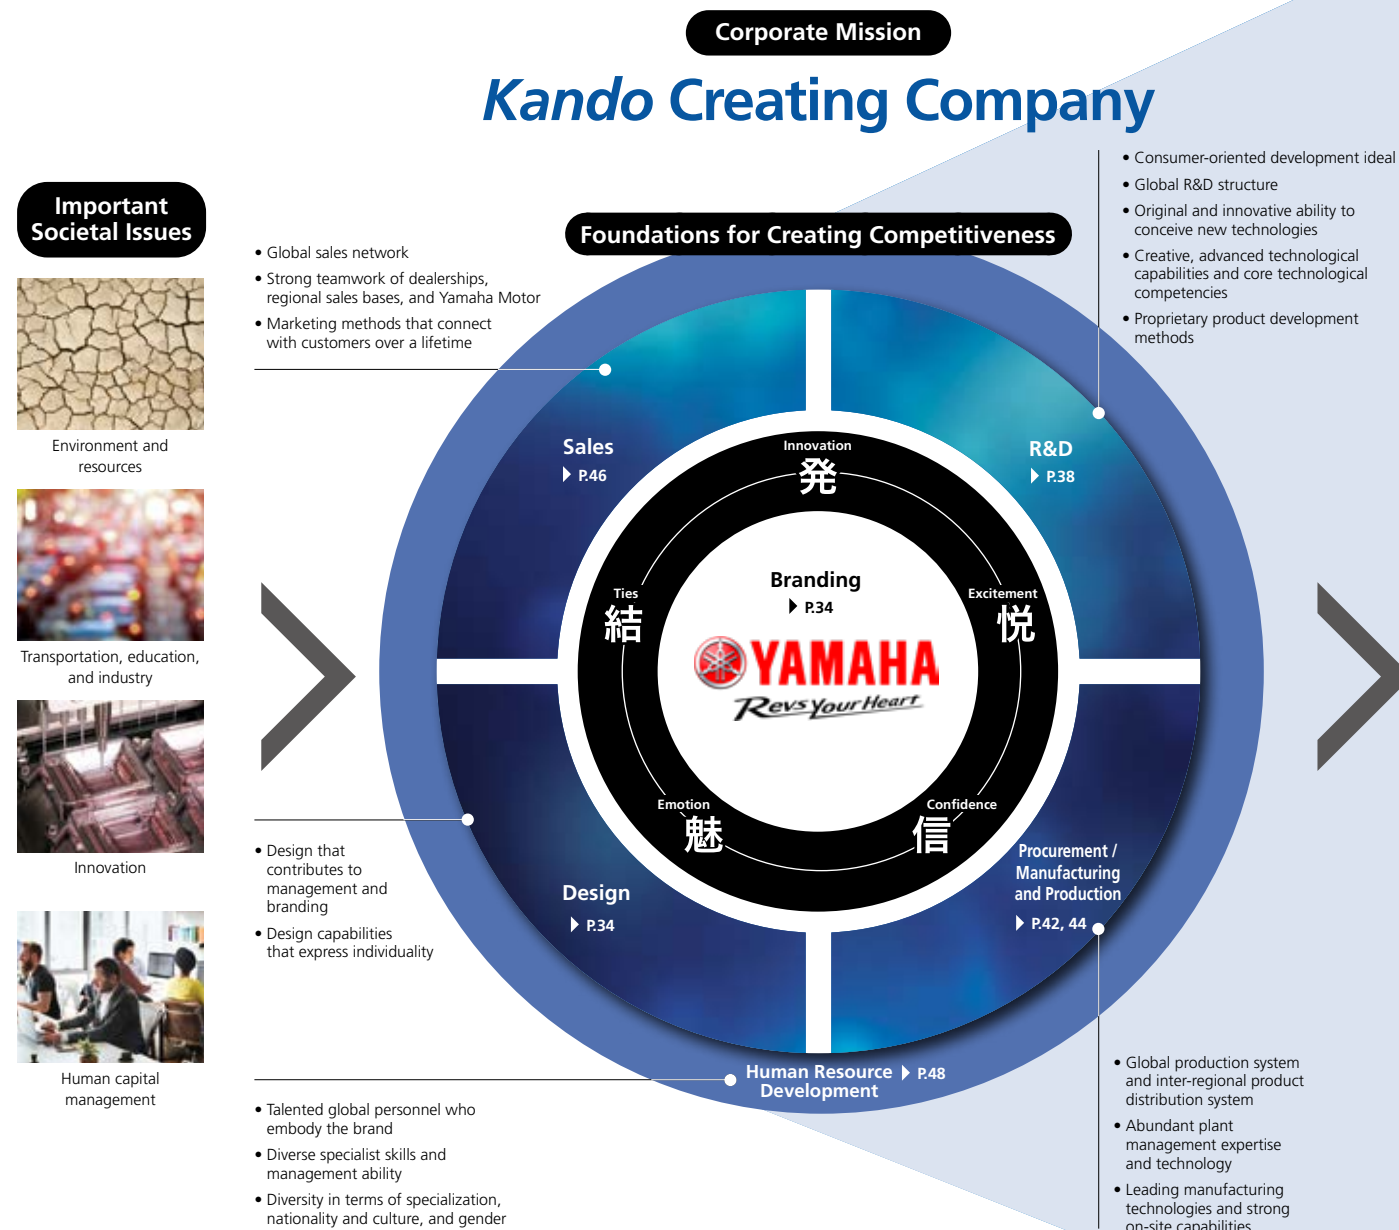 Corporate Mission
Kando Creating Company
Important
Societal Issues
Environment and
resources
Transportation, education,
and industry
Innovation
Human capital
management
• Global sales network
• Strong teamwork of dealerships,
regional sales bases, and Yamaha Motor
• Marketing methods that connect
with customers over a lifetime
Foundations for Creating Competitiveness
• Consumer-oriented development ideal
• Global R&D structure
• Original and innovative ability to
conceive new technologies
• Creative, advanced technological
capabilities and core technological
competencies
• Proprietary product development
methods
Sales
P.46
R&D
P.38
Innovation
発
Ties
結
Excitement
悦
Branding
P.34
YAMAHA
Revs Your Heart
Emotion
魅
Confidence
信
Design
P.34
Procurement /
Manufacturing
and Production
P.42, 44
• Design that
contributes to
management and
branding
• Design capabilities
that express individuality
Human Resource P.48
Development
• Talented global personnel who
embody the brand
• Diverse specialist skills and
management ability
• Diversity in terms of specialization,
nationality and culture, and gender
• Global production system
and inter-regional product
distribution system
• Abundant plant
management expertise
and technology
• Leading manufacturing
technologies and strong
on-site capabilities